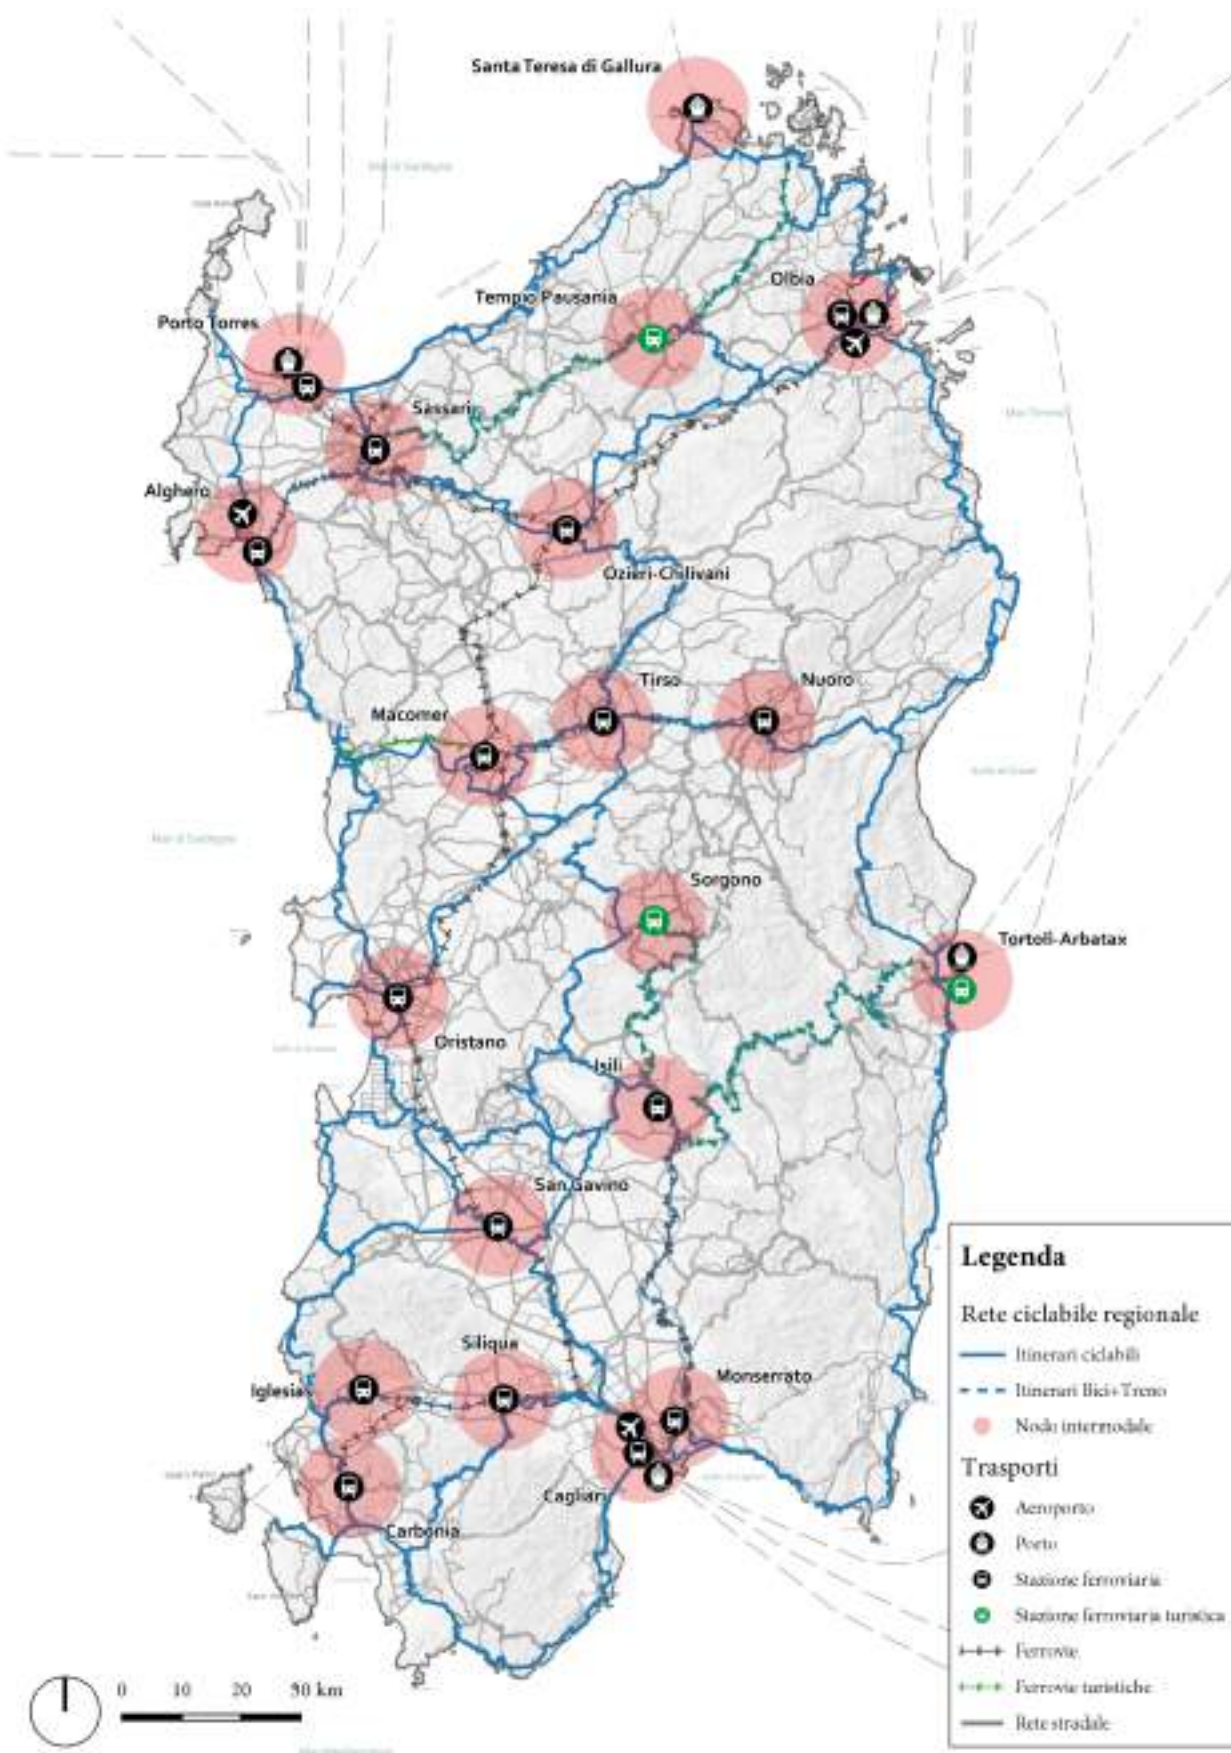 Santa Teresa di Gallura
Olbia
Tempio Pausania
Porto Torres
Sassari
Alghero
Ozieri-Chilivani
Tirso
Nuoro
Macomer
Sorgono
Tortolì-Arbatax
Oristano
Isili
San Gavino
Siliqua
Iglesias
Monserrato
Cagliari
Carbonia
Legenda
Rete ciclabile regionale
Itinerari ciclabili
Itinerari Bici+Treno
Nodo intermodale
Trasporti
Aeroporto
Porto
Stazione ferroviaria
Stazione ferroviaria turistica
Ferrovie
Ferrovie turistiche
Rete stradale
0 10 20 30 km